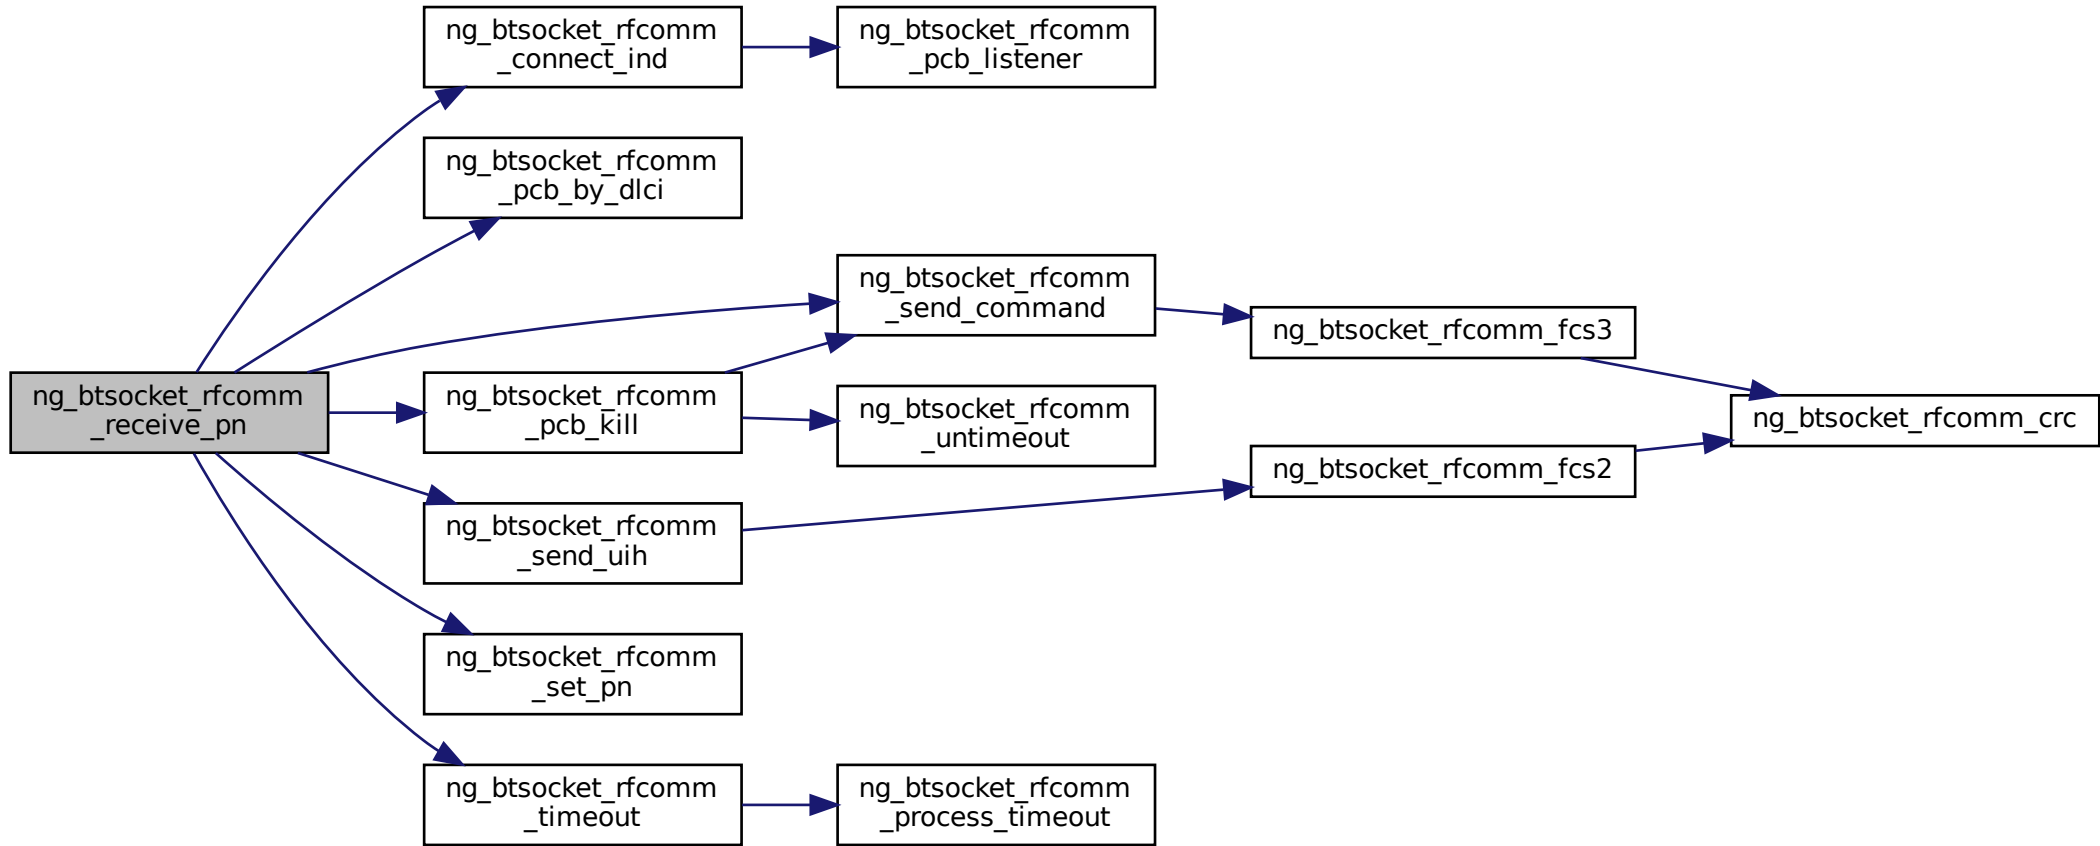 ng_btsocket_rfcomm
_connect_ind
ng_btsocket_rfcomm
_pcb_listener
ng_btsocket_rfcomm
_pcb_by_dlci
ng_btsocket_rfcomm
_send_command
ng_btsocket_rfcomm_fcs3
ng_btsocket_rfcomm
_receive_pn
ng_btsocket_rfcomm
_pcb_kill
ng_btsocket_rfcomm
_untimeout
ng_btsocket_rfcomm_crc
ng_btsocket_rfcomm_fcs2
ng_btsocket_rfcomm
_send_uih
ng_btsocket_rfcomm
_set_pn
ng_btsocket_rfcomm
_timeout
ng_btsocket_rfcomm
_process_timeout